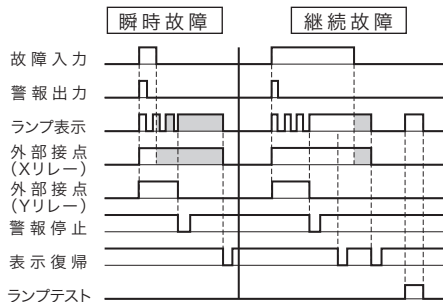 瞬時故障
継続故障
故障入力
警報出力
ランプ表示
外部接点
(Xリレー)
外部接点
(Yリレー)
警報停止
表示復帰
ランプテスト